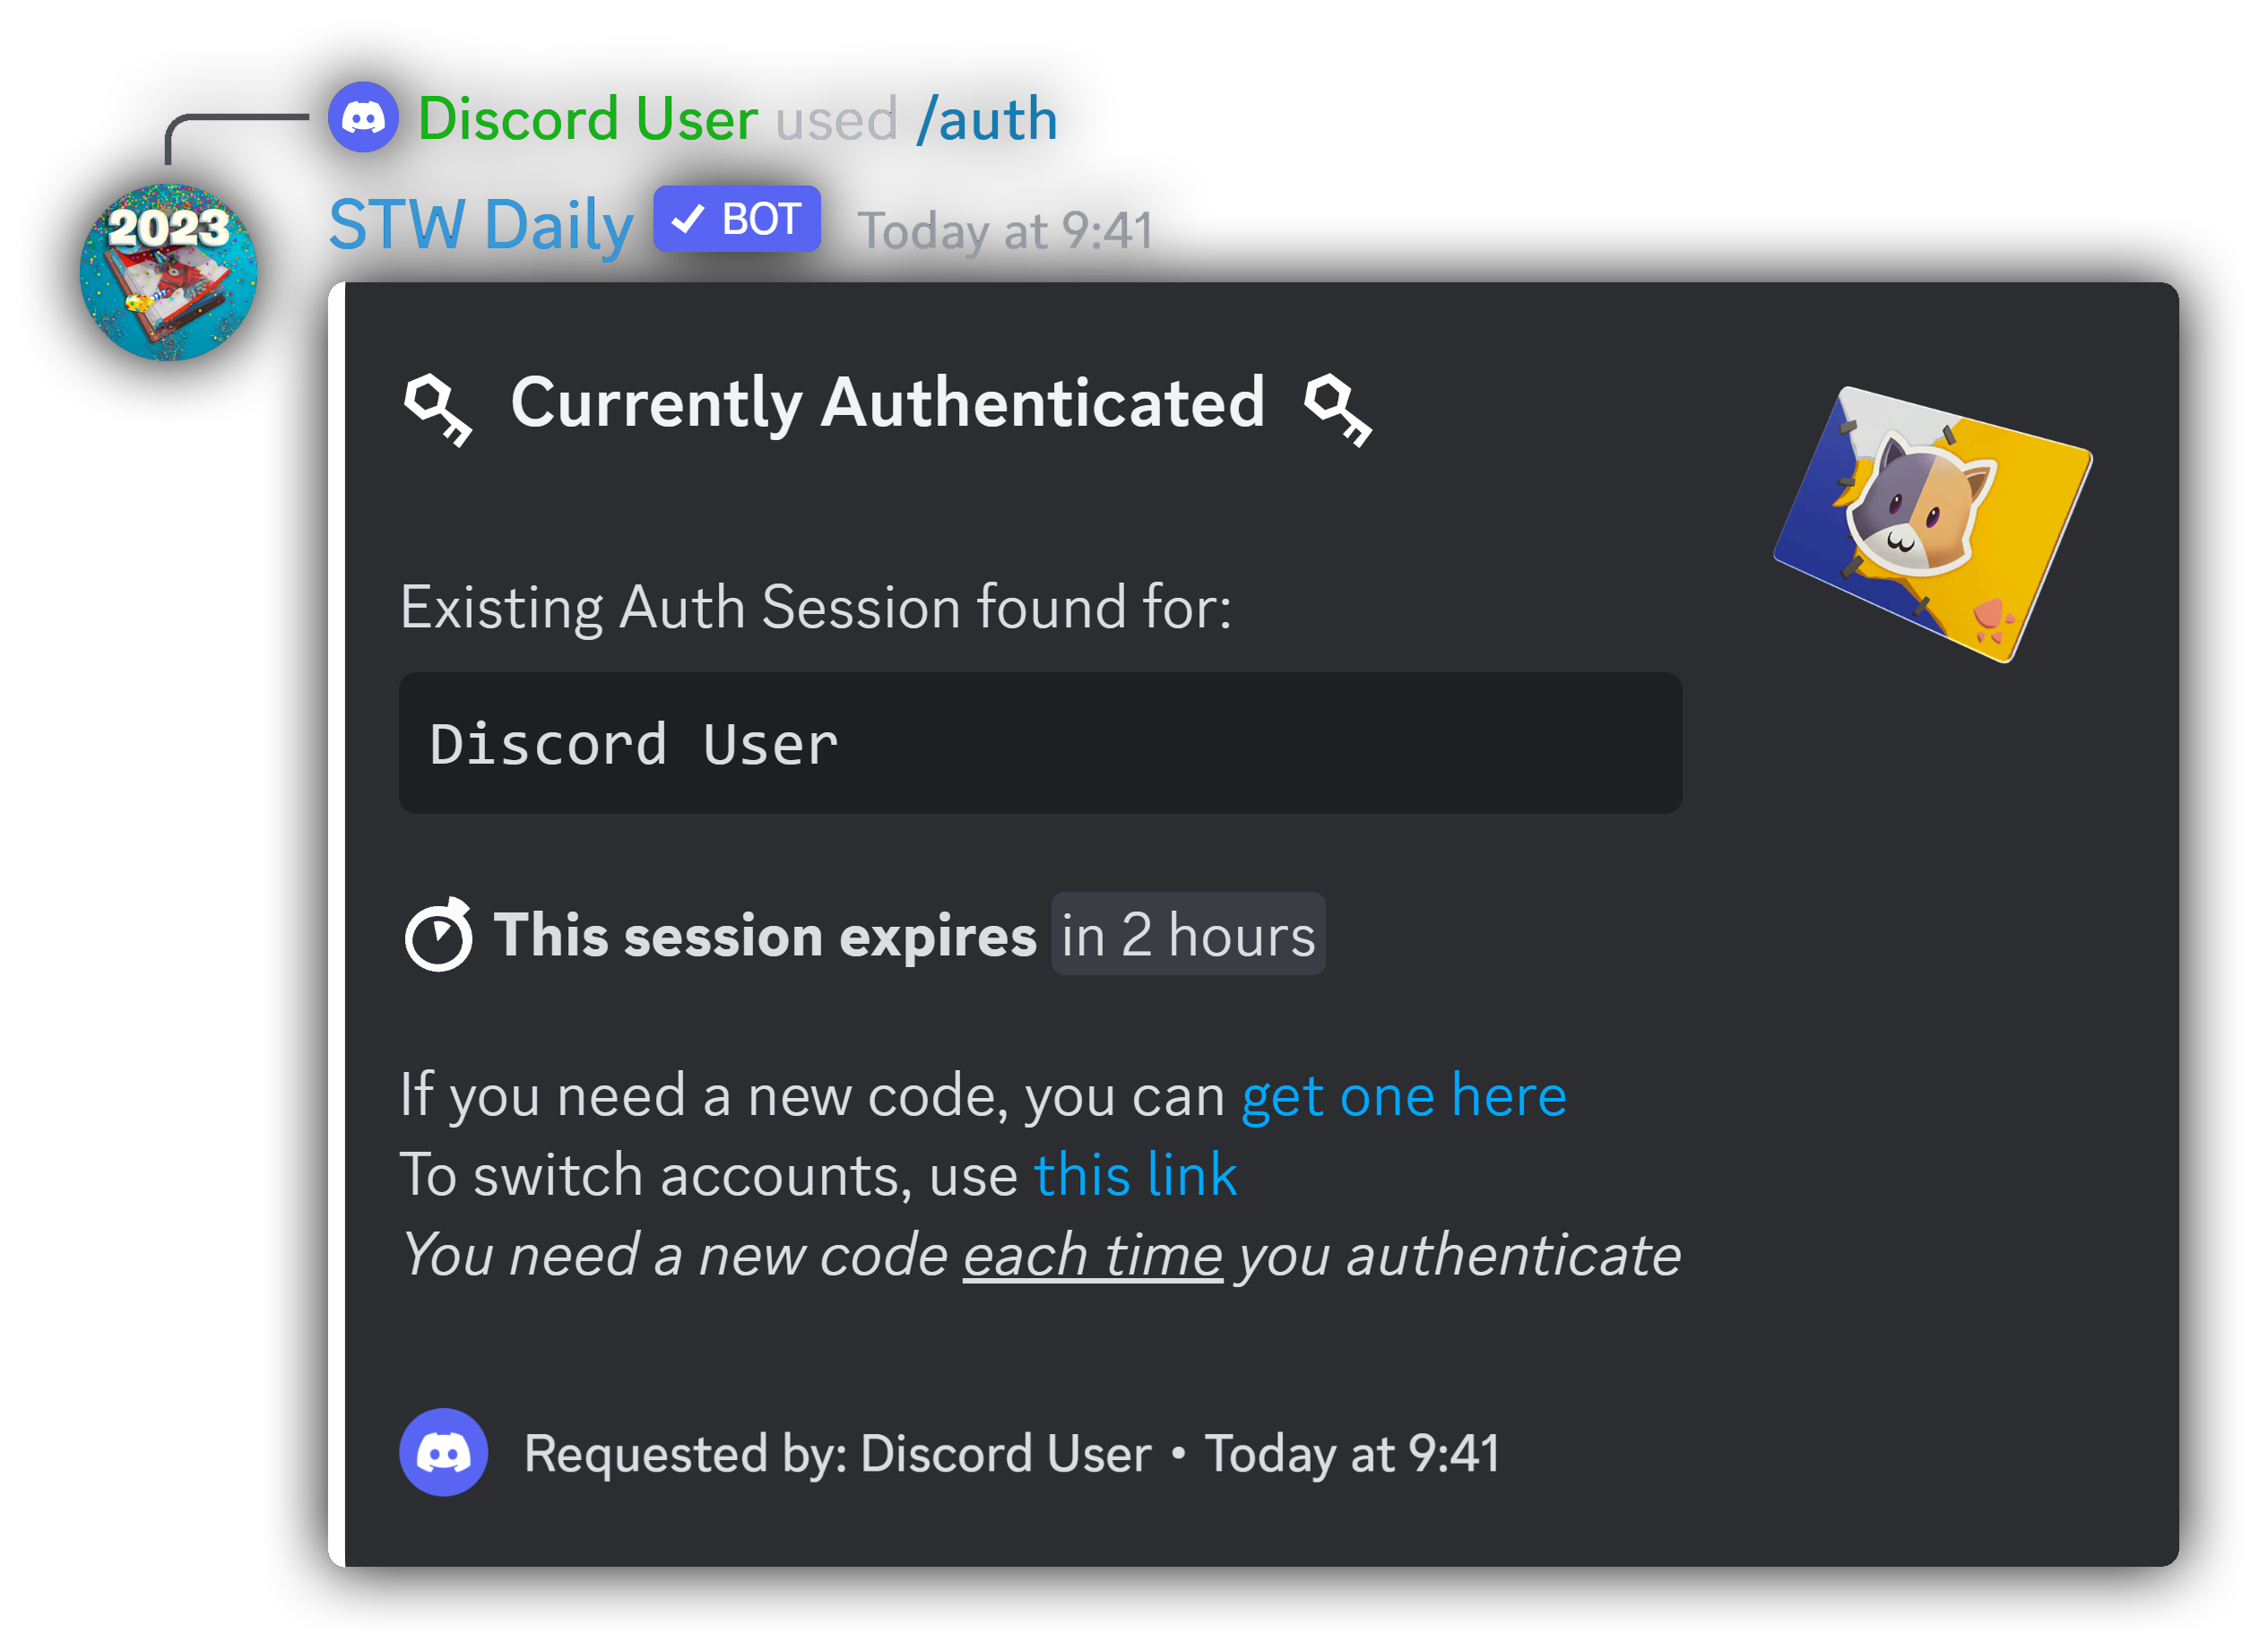 Discord User used /auth
2023
STW Daily BOT Today at 9:41
Currently Authenticated
Existing Auth Session found for:
Discord User
This session expires in 2 hours
If you need a new code, you can get one here
To switch accounts, use this link
You need a new code each time you authenticate
Requested by: Discord User • Today at 9:41